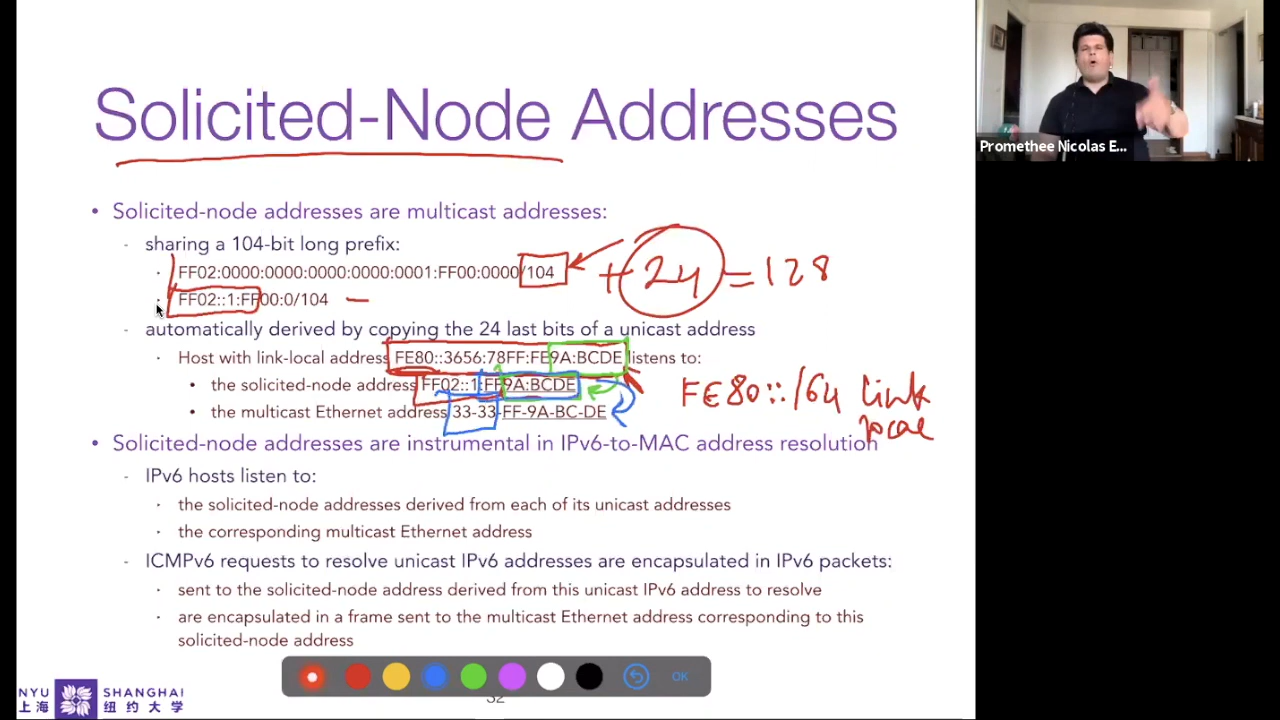 Solicited-Node Addresses
Promethee Nicolas E...
• Solicited-node addresses are multicast addresses:
- sharing a 104-bit long prefix:
· FF02:0000:0000:0000:0000:0001:FF00:0000/104
+ 24 = 128
· FF02::1:FF00:0/104
- automatically derived by copying the 24 last bits of a unicast address
· Host with link-local address FE80::3656:78FF:FE9A:BCDE listens to:
• the solicited-node address FF02::1:FF9A:BCDE
FE80::/64 link
local
• the multicast Ethernet address 33-33-FF-9A-BC-DE
• Solicited-node addresses are instrumental in IPv6-to-MAC address resolution
- IPv6 hosts listen to:
· the solicited-node addresses derived from each of its unicast addresses
· the corresponding multicast Ethernet address
- ICMPv6 requests to resolve unicast IPv6 addresses are encapsulated in IPv6 packets:
· sent to the solicited-node address derived from this unicast IPv6 address to resolve
· are encapsulated in a frame sent to the multicast Ethernet address corresponding to this
solicited-node address
OK
NYU SHANGHAI
上海 纽约大学